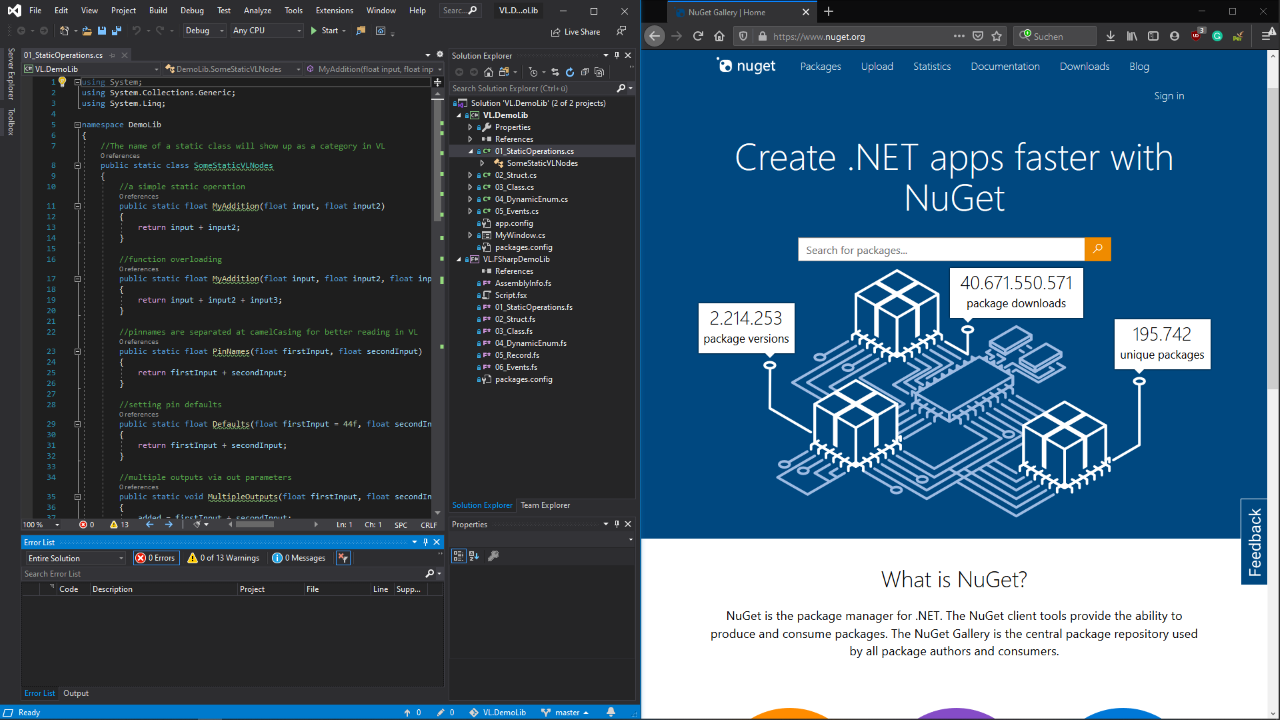 File Edit View Project Build Debug Test Analyze Tools Extensions Window Help Searc... VL.D...oLib
Debug Any CPU Start Live Share
Server Explorer
Toolbox
01_StaticOperations.cs
VL.DemoLib DemoLib.SomeStaticVLNodes MyAddition(float input, float inp
1 using System;
2 using System.Collections.Generic;
3 using System.Linq;
4
5 namespace DemoLib
6 {
7 //The name of a static class will show up as a category in VL
0 references
8 public static class SomeStaticVLNodes
9 {
10 //a simple static operation
0 references
11 public static float MyAddition(float input, float input2)
12 {
13 return input + input2;
14 }
15
16 //function overloading
0 references
17 public static float MyAddition(float input, float input2, float inp
18 {
19 return input + input2 + input3;
20 }
21
22 //pinnames are separated at camelCasing for better reading in VL
0 references
23 public static float PinNames(float firstInput, float secondInput)
24 {
25 return firstInput + secondInput;
26 }
27
28 //setting pin defaults
0 references
29 public static float Defaults(float firstInput = 44f, float secondIn
30 {
31 return firstInput + secondInput;
32 }
33
34 //multiple outputs via out parameters
0 references
35 public static void MultipleOutputs(float firstInput, float secondIn
36 {
37 added = firstInput + secondInput;
100 % 0 13 Ln: 1 Ch: 1 SPC CRLF
Solution Explorer
Search Solution Explorer (Ctrl+ü)
Solution 'VL.DemoLib' (2 of 2 projects)
VL.DemoLib
Properties
References
01_StaticOperations.cs
SomeStaticVLNodes
02_Struct.cs
03_Class.cs
04_DynamicEnum.cs
05_Events.cs
app.config
MyWindow.cs
packages.config
VL.FSharpDemoLib
References
AssemblyInfo.fs
Script.fsx
01_StaticOperations.fs
02_Struct.fs
03_Class.fs
04_DynamicEnum.fs
05_Record.fs
06_Events.fs
packages.config
Solution Explorer Team Explorer
Properties
Error List
Entire Solution 0 Errors 0 of 13 Warnings 0 Messages
Search Error List
Code Description Project File Line Supp...
Error List Output
Ready 0 0 VL.DemoLib master
NuGet Gallery | Home
https://www.nuget.org Suchen 3
nuget Packages Upload Statistics Documentation Downloads Blog
Sign in
Create .NET apps faster with
NuGet
Search for packages...
40.671.550.571
package downloads
2.214.253
package versions
195.742
unique packages
Feedback
What is NuGet?
NuGet is the package manager for .NET. The NuGet client tools provide the ability to
produce and consume packages. The NuGet Gallery is the central package repository used
by all package authors and consumers.